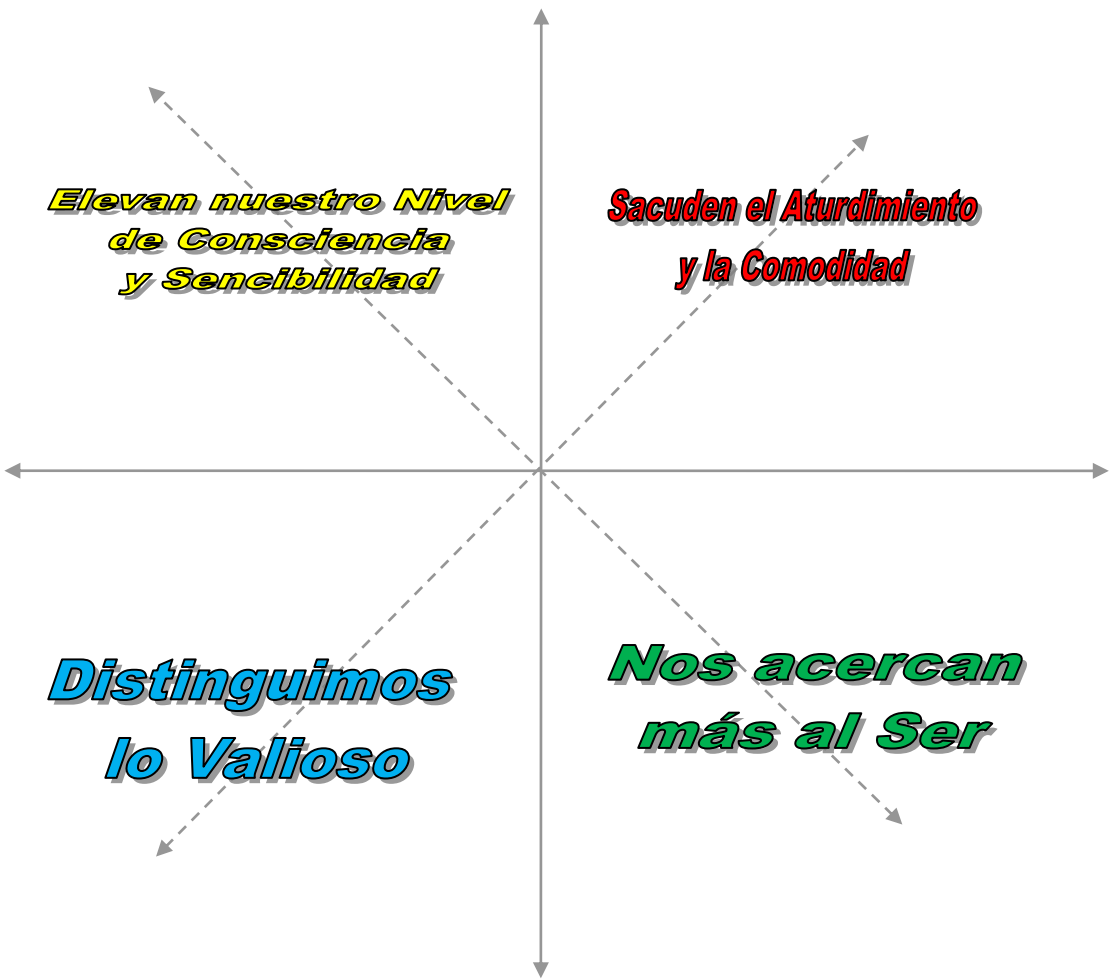 Elevan nuestro Nivel
de Consciencia
y Sencibilidad
Sacuden el Aturdimiento
y la Comodidad
Distinguimos
lo Valioso
Nos acercan
más al Ser